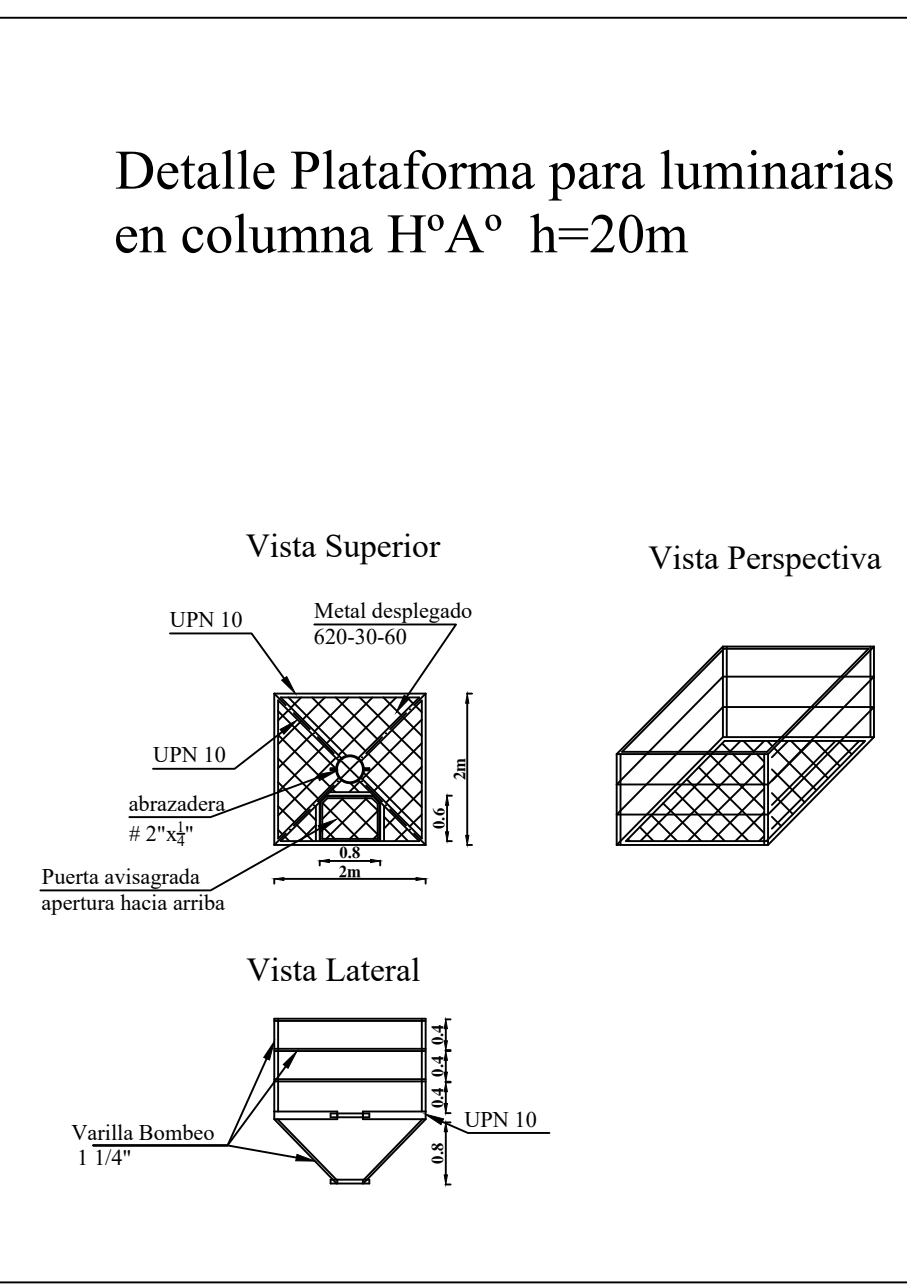 Detalle Plataforma para luminarias
en columna HºAº h=20m
Vista Superior
Vista Perspectiva
UPN 10
Metal desplegado
620-30-60
UPN 10
abrazadera
# 2"x1/4"
Puerta avisagrada
apertura hacia arriba
2m
0.6
0.8
2m
Vista Lateral
0.4
0.4
0.4
0.8
UPN 10
Varilla Bombeo
1 1/4"